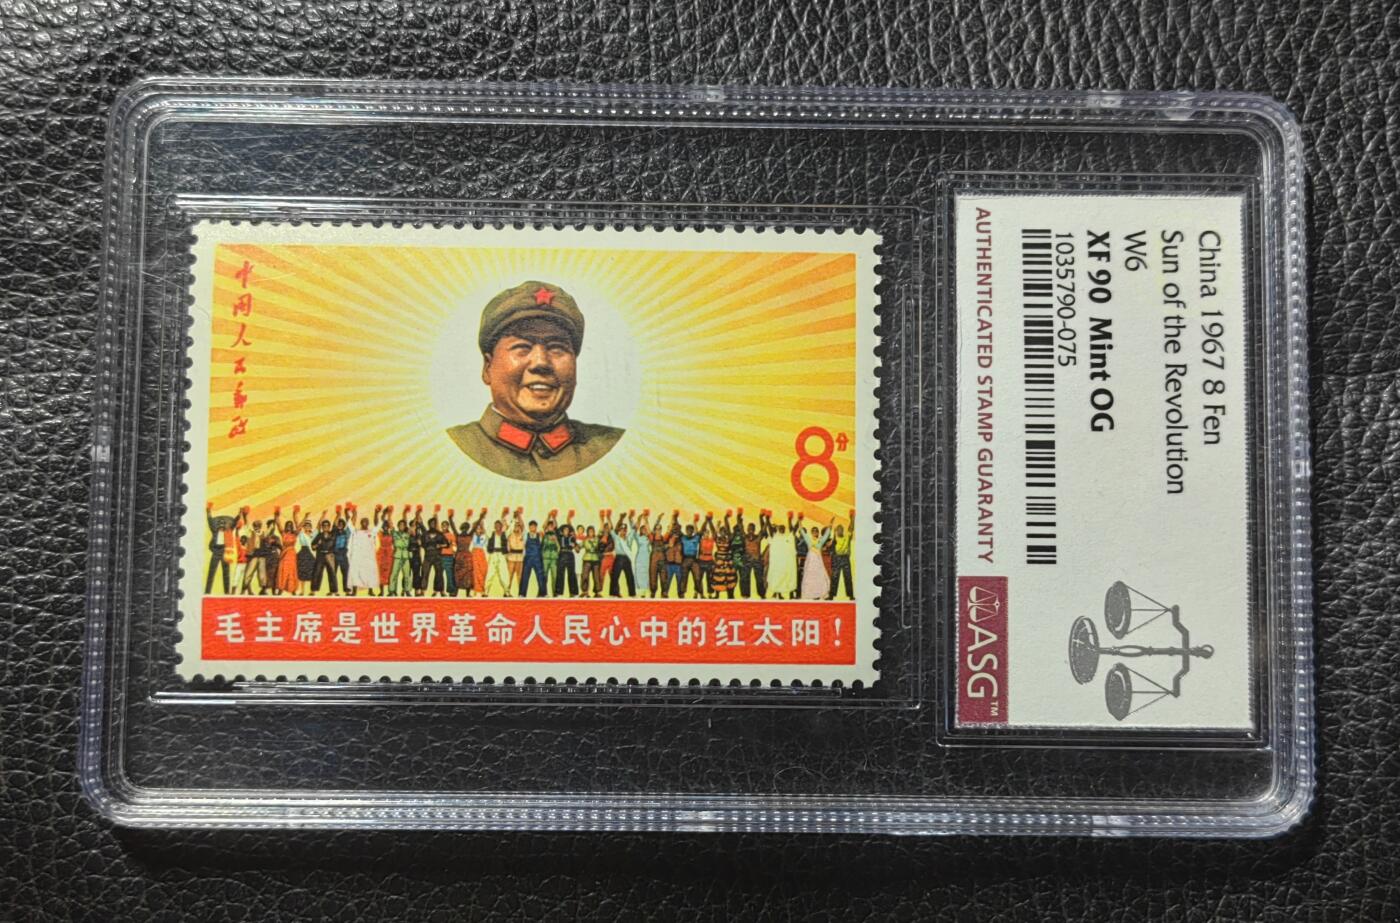 中国人民邮政
8分
毛主席是世界革命人民心中的红太阳！
China 1967 8 Fen
Sun of the Revolution
W6
XF 90 Mint OG
1035790-075
AUTHENTICATED STAMP GUARANTY
ASG™